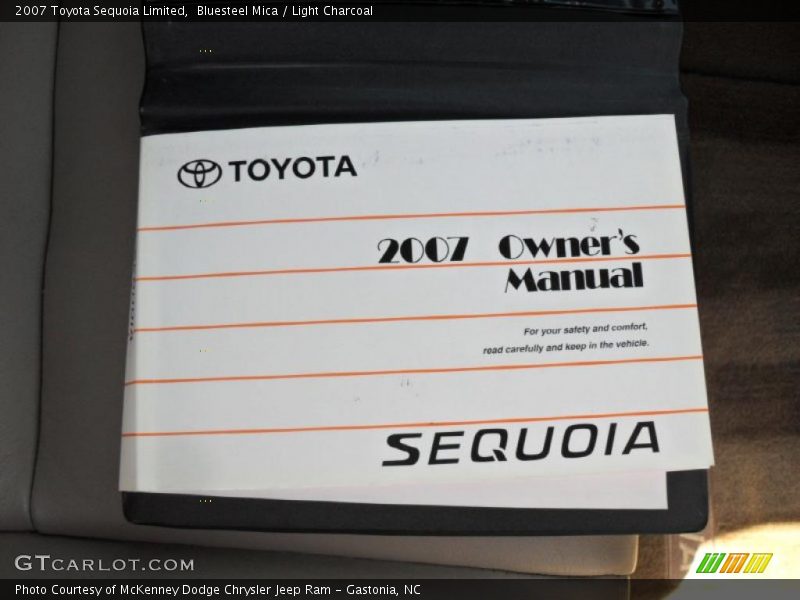 2007 Toyota Sequoia Limited,  Bluesteel Mica / Light Charcoal
TOYOTA
2007 Owner's
Manual
For your safety and comfort,
read carefully and keep in the vehicle.
SEQUOIA
GTCARLOT.COM
Photo Courtesy of McKenney Dodge Chrysler Jeep Ram - Gastonia, NC